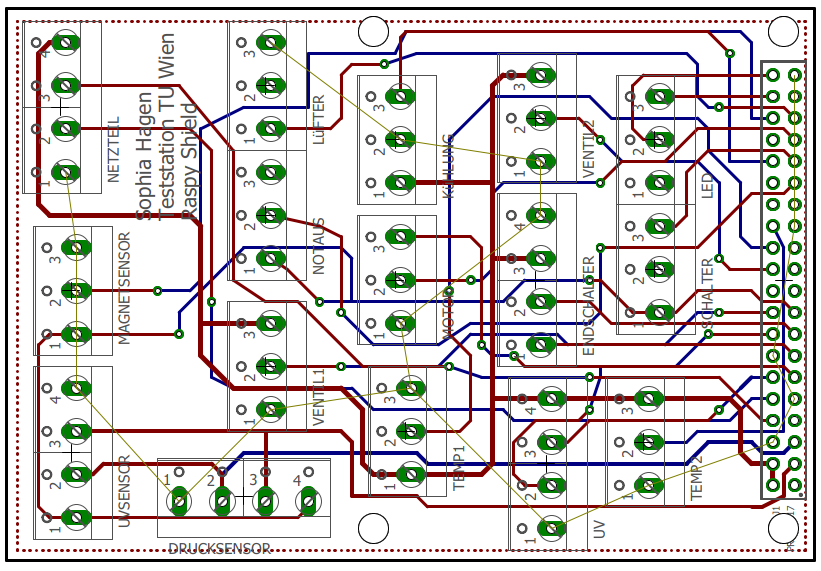 Sophia Hagen
Teststation TU Wien
Raspy Shield
4
3
2
1
NETZTEIL
3
2
1
LÜFTER
3
2
1
NOTAUS
3
2
1
KÜHLUNG
3
2
1
VENTIL2
3
2
1
LED
3
2
1
MAGNETSENSOR
3
2
1
MOTOR
4
3
2
1
ENDSCHALTER
3
2
1
SCHALTER
3
2
1
VENTIL1
4
3
2
1
UVSENSOR
1
2
3
4
DRUCKSENSOR
3
2
1
TEMP1
4
3
2
1
UV
3
2
1
TEMP2